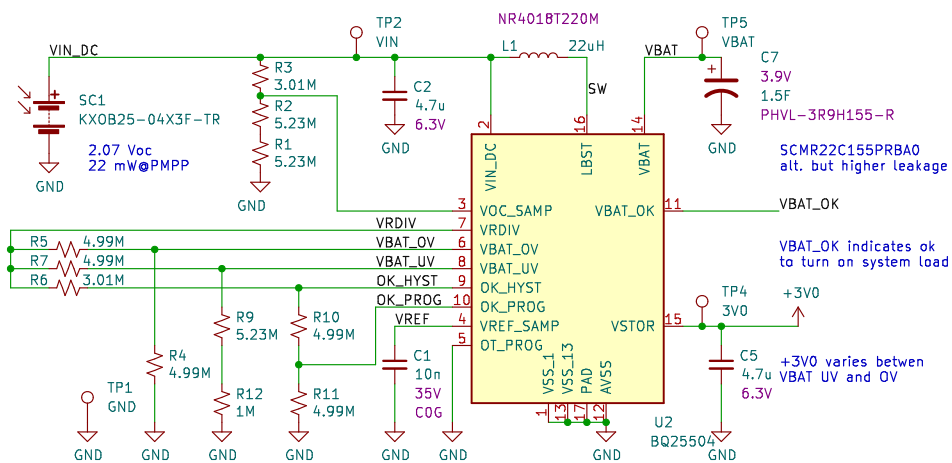 NR4018T220M
TP2
VIN
L1
22uH
TP5
VBAT
VIN_DC
VBAT
C7
3.9V
1.5F
PHVL-3R9H155-R
R3
3.01M
SW
C2
4.7u
6.3V
SC1
KXOB25-04X3F-TR
R2
5.23M
GND
2
16
14
GND
2.07 Voc
22 mW@PMPP
R1
5.23M
SCMR22C155PRBA0
alt. but higher leakage
GND
GND
VIN_DC
LBST
VBAT
3
VOC_SAMP
VBAT_OK
11
VBAT_OK
VRDIV
7
VRDIV
R5
4.99M
VBAT_OV
6
VBAT_OV
VBAT_OK indicates ok
to turn on system load
R7
4.99M
VBAT_UV
8
VBAT_UV
R6
3.01M
OK_HYST
9
OK_HYST
TP4
3V0
+3V0
OK_PROG
10
OK_PROG
R9
5.23M
R10
4.99M
VREF
4
VREF_SAMP
VSTOR
15
5
OT_PROG
R4
4.99M
C1
10n
35V
C0G
VSS_1
VSS_13
PAD
AVSS
C5
4.7u
6.3V
+3V0 varies betwen
VBAT UV and OV
TP1
GND
R12
1M
R11
4.99M
1
13
17
12
U2
BQ25504
GND
GND
GND
GND
GND
GND
GND
GND